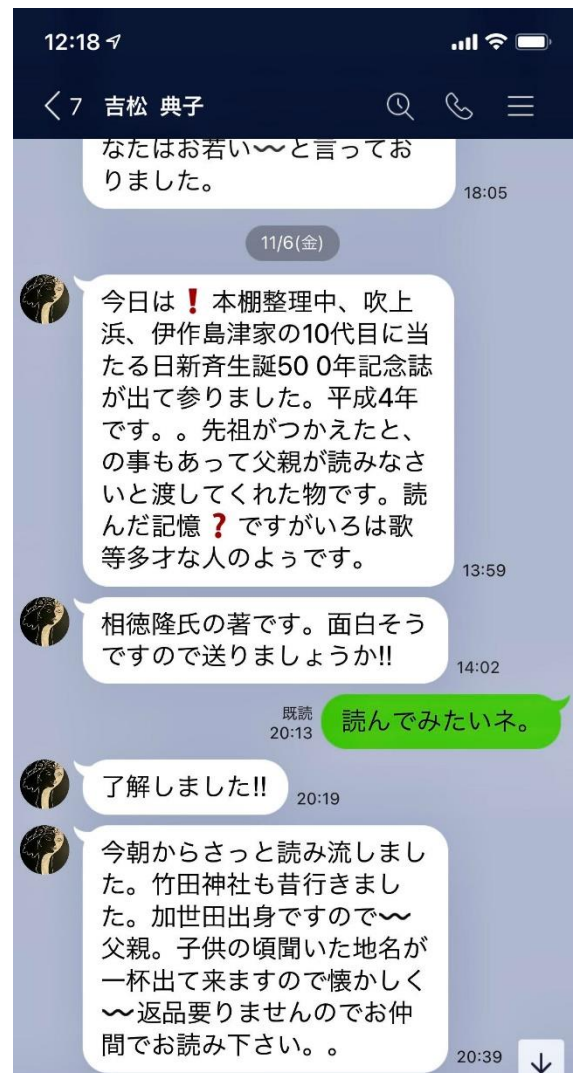 12:18
7 吉松 典子
なたはお若い〰と言ってお
りました。
18:05
11/6(金)
今日は❗本棚整理中、吹上
浜、伊作島津家の10代目に当
たる日新斉生誕50 0年記念誌
が出て参りました。平成4年
です。。先祖がつかえたと、
の事もあって父親が読みなさ
いと渡してくれた物です。読
んだ記憶❓ですがいろは歌
等多才な人のよぅです。
13:59
相徳隆氏の著です。面白そう
ですので送りましょうか!!
14:02
既読
20:13
読んでみたいネ。
了解しました!!
20:19
今朝からさっと読み流しまし
た。竹田神社も昔行きまし
た。加世田出身ですので〰
父親。子供の頃聞いた地名が
一杯出て来ますので懐かしく
〰返品要りませんのでお仲
間でお読み下さい。。
20:39